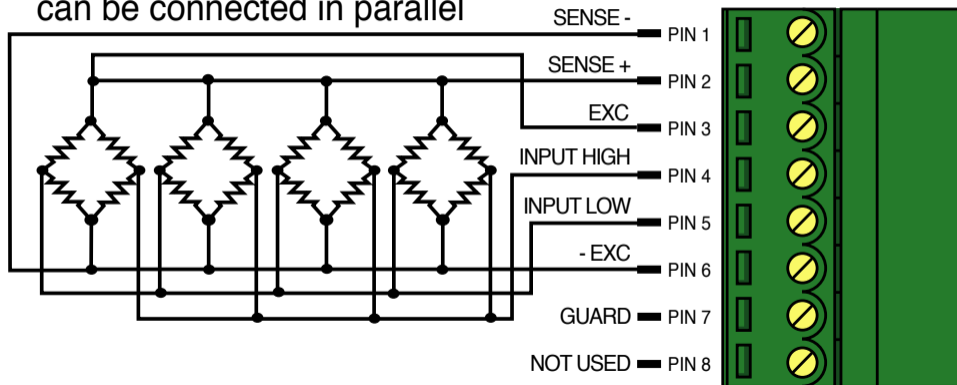 can be connected in parallel
SENSE - PIN 1
SENSE + PIN 2
EXC PIN 3
INPUT HIGH PIN 4
INPUT LOW PIN 5
- EXC PIN 6
GUARD PIN 7
NOT USED PIN 8